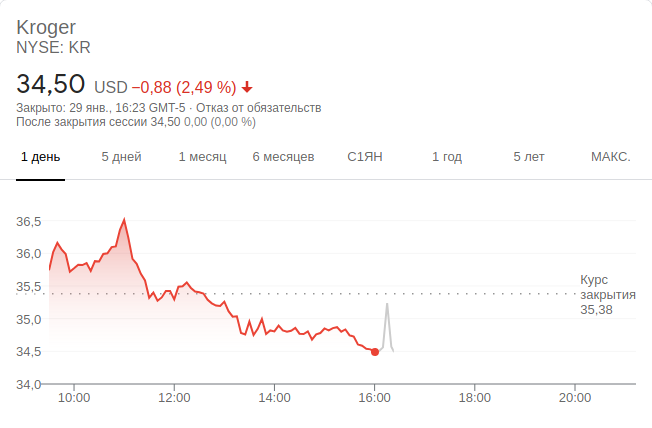 Kroger
NYSE: KR
34,50 USD −0,88 (2,49 %)
Закрыто: 29 янв., 16:23 GMT-5 · Отказ от обязательств
После закрытия сессии 34,50 0,00 (0,00 %)
1 день 5 дней 1 месяц 6 месяцев С1ЯН 1 год 5 лет МАКС.
36,5
36,0
35,5
35,0
34,5
34,0
Курс
закрытия
35,38
10:00 12:00 14:00 16:00 18:00 20:00